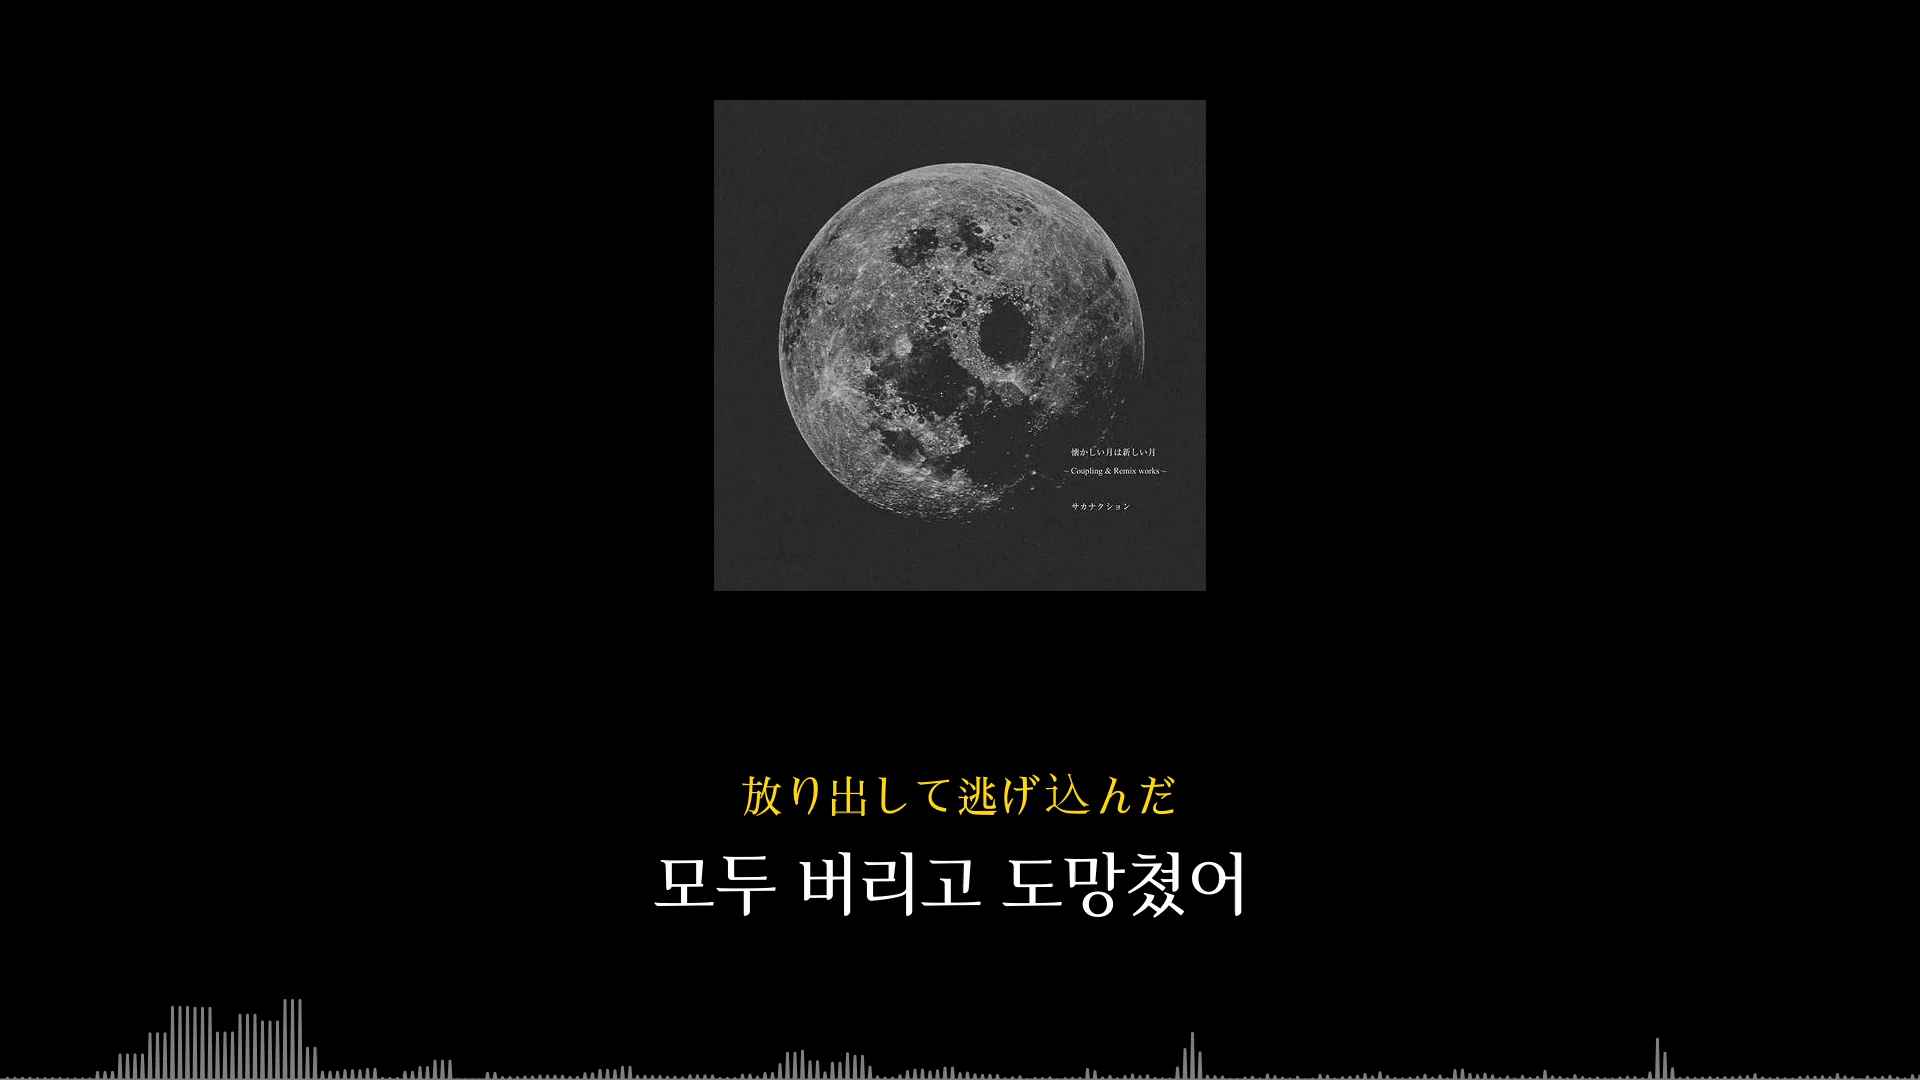 懐かしい月は新しい月
~ Coupling & Remix works ~
サカナクション
放り出して逃げ込んだ
모두 버리고 도망쳤어